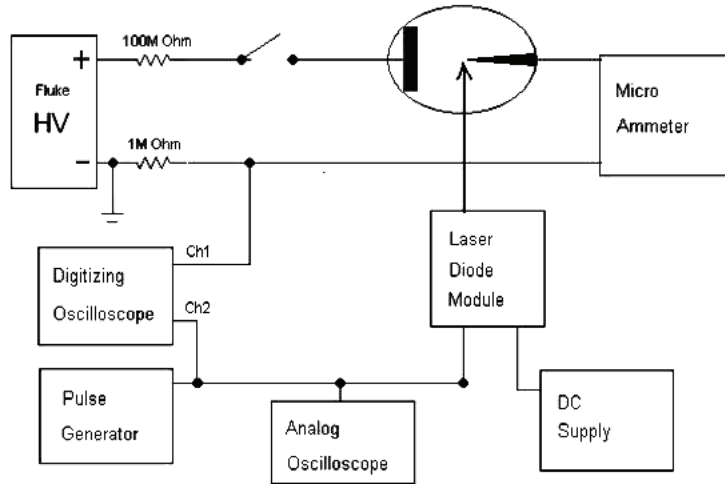 100M Ohm
+
Fluke
HV
-
1M Ohm
Micro
Ammeter
Ch1
Laser
Diode
Module
Digitizing
Oscilloscope
Ch2
Pulse
Generator
Analog
Oscilloscope
DC
Supply